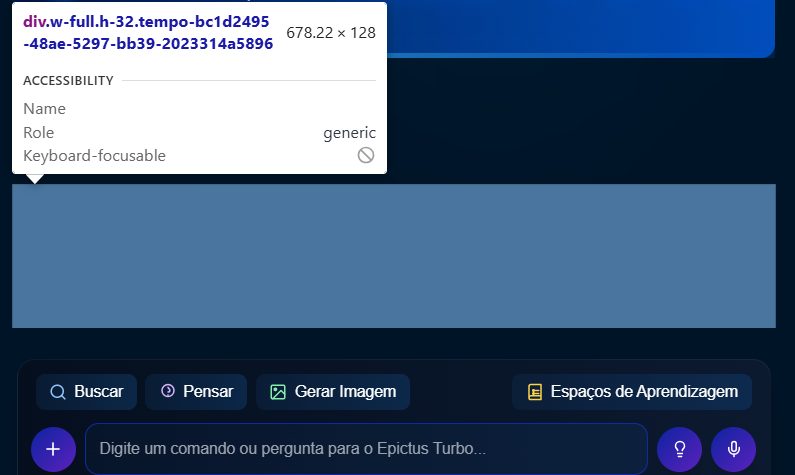 div.w-full.h-32.tempo-bc1d2495
-48ae-5297-bb39-2023314a5896
678.22 × 128
ACCESSIBILITY
Name
Role generic
Keyboard-focusable
Buscar Pensar Gerar Imagem Espaços de Aprendizagem
Digite um comando ou pergunta para o Epictus Turbo...